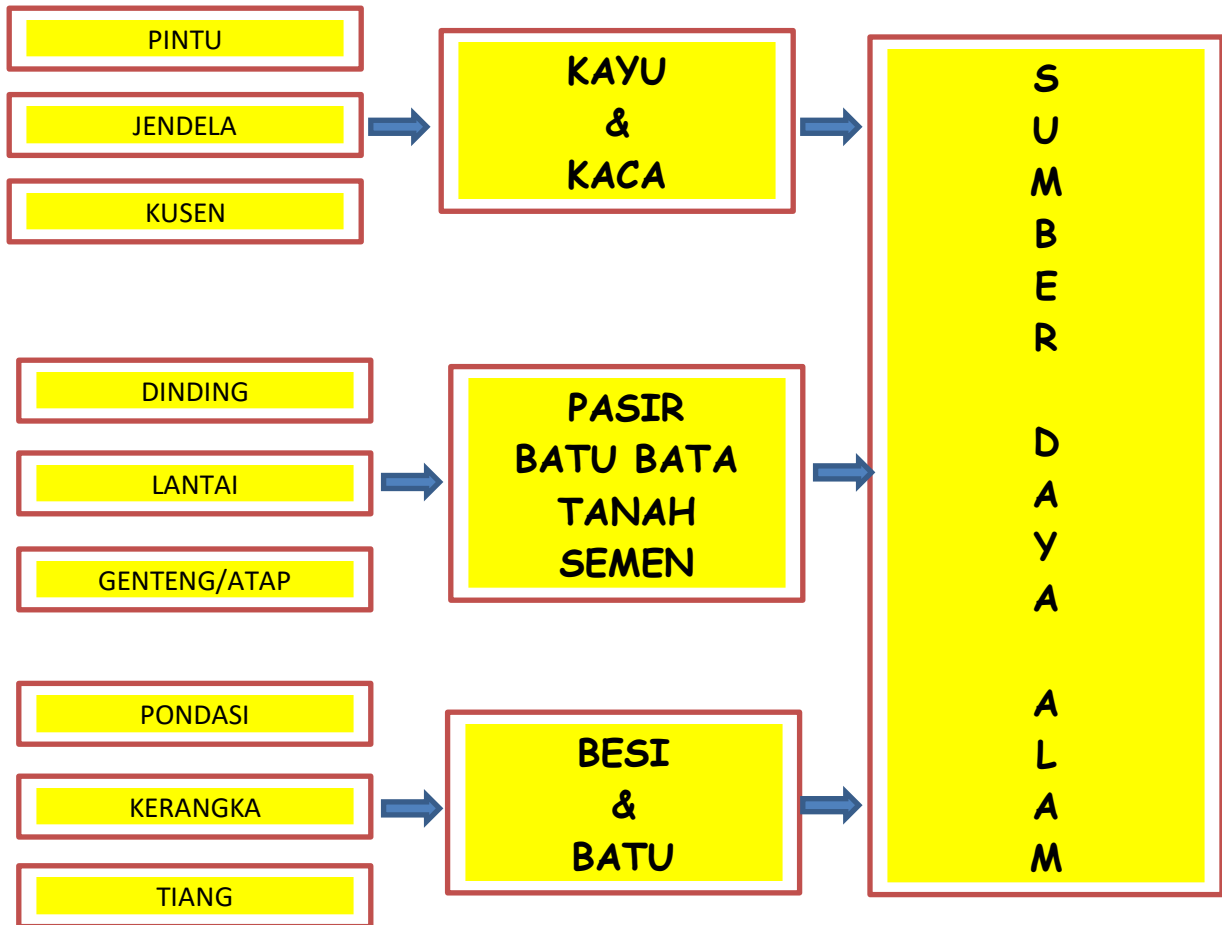 PINTU
JENDELA
KUSEN
KAYU
&
KACA
DINDING
LANTAI
GENTENG/ATAP
PASIR
BATU BATA
TANAH
SEMEN
PONDASI
KERANGKA
TIANG
BESI
&
BATU
S
U
M
B
E
R
D
A
Y
A
A
L
A
M